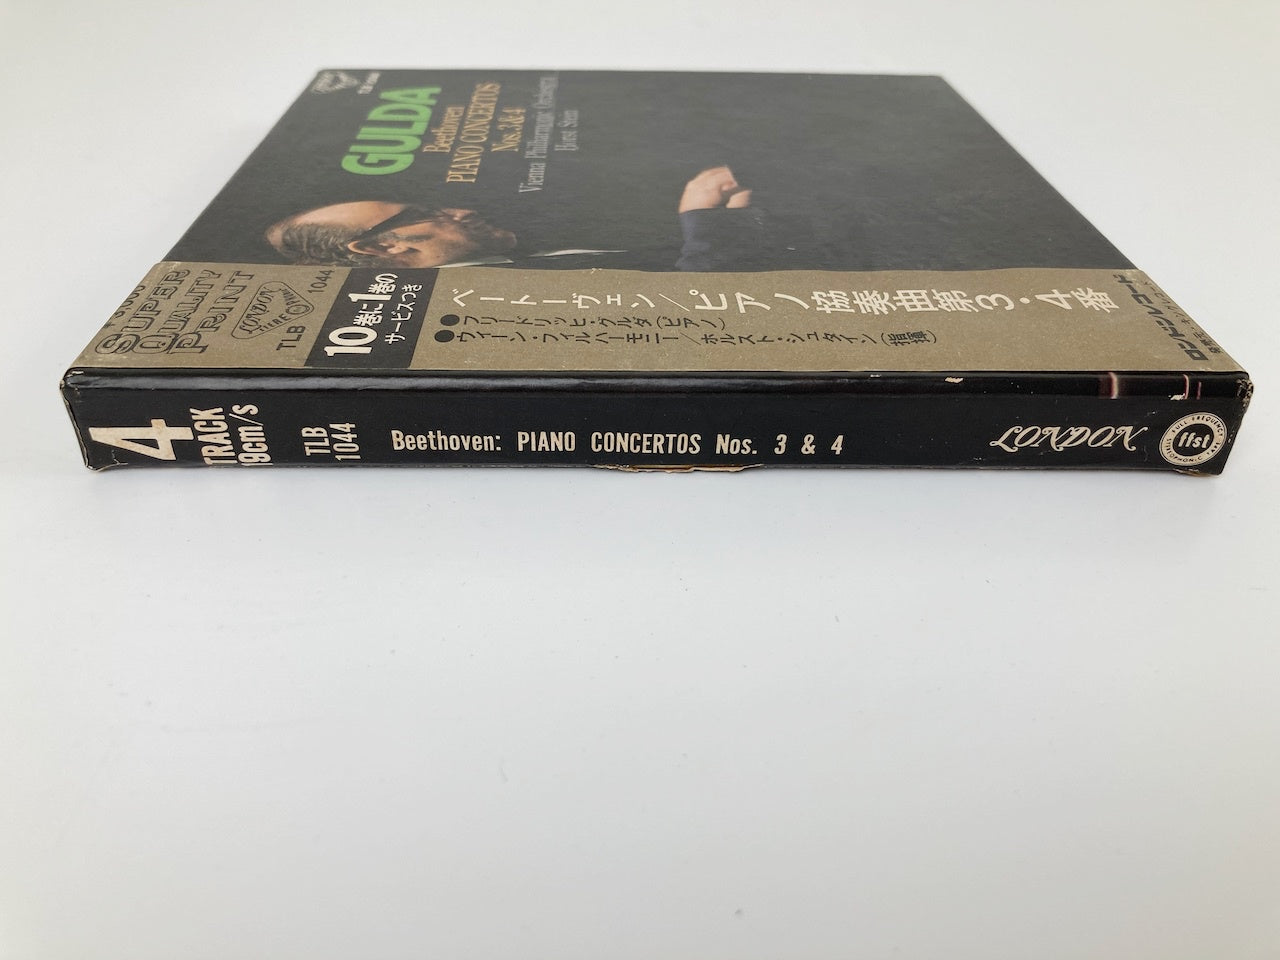 GULDA
Beethoven
PIANO CONCERTOS
Nos. 3 & 4
Vienna Philharmonic Orchestra
Horst Stein
SUPER
QUALITY
PRINT
LONDON
TLB
1044
10巻に1巻の
サービスつき
ベートーヴェン/ピアノ協奏曲第3・4番
●フリードリッヒ・グルダ(ピアノ)
●ウィーン・フィルハーモニー/ホルスト・シュタイン(指揮)
ロンドンレコード
4
TRACK
19cm/s
TLB
1044
Beethoven: PIANO CONCERTOS Nos. 3 & 4
LONDON
FULL FREQUENCY
ffst